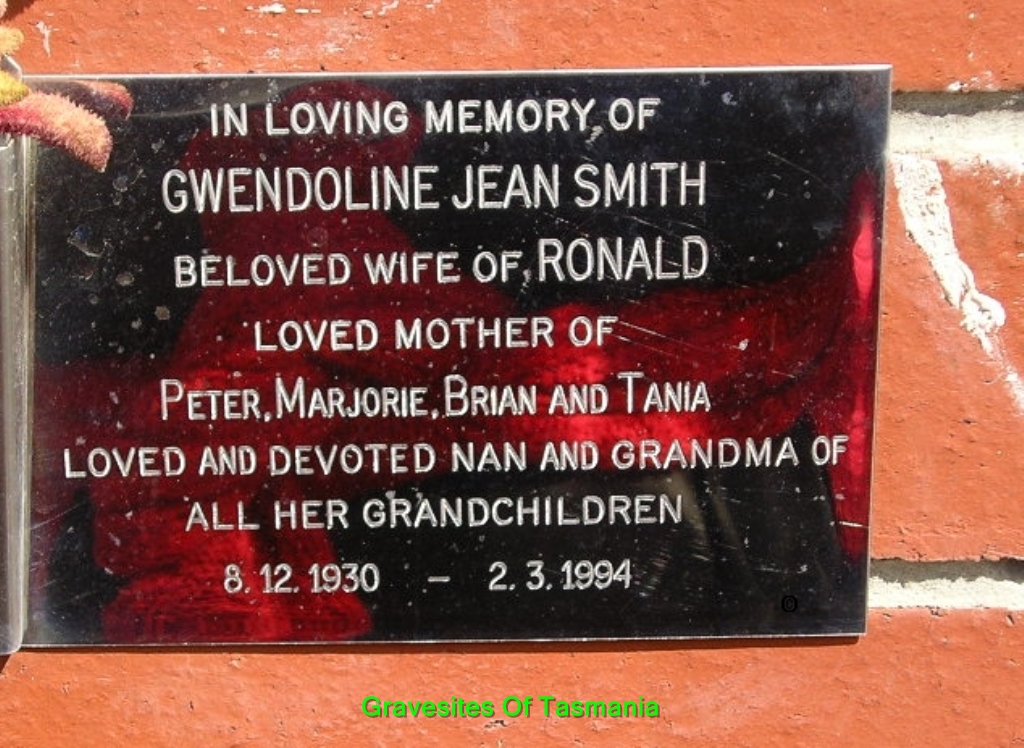 IN LOVING MEMORY OF
GWENDOLINE JEAN SMITH
BELOVED WIFE OF RONALD
LOVED MOTHER OF
PETER, MARJORIE, BRIAN AND TANIA
LOVED AND DEVOTED NAN AND GRANDMA OF
ALL HER GRANDCHILDREN
8. 12. 1930 – 2. 3. 1994
Gravesites Of Tasmania